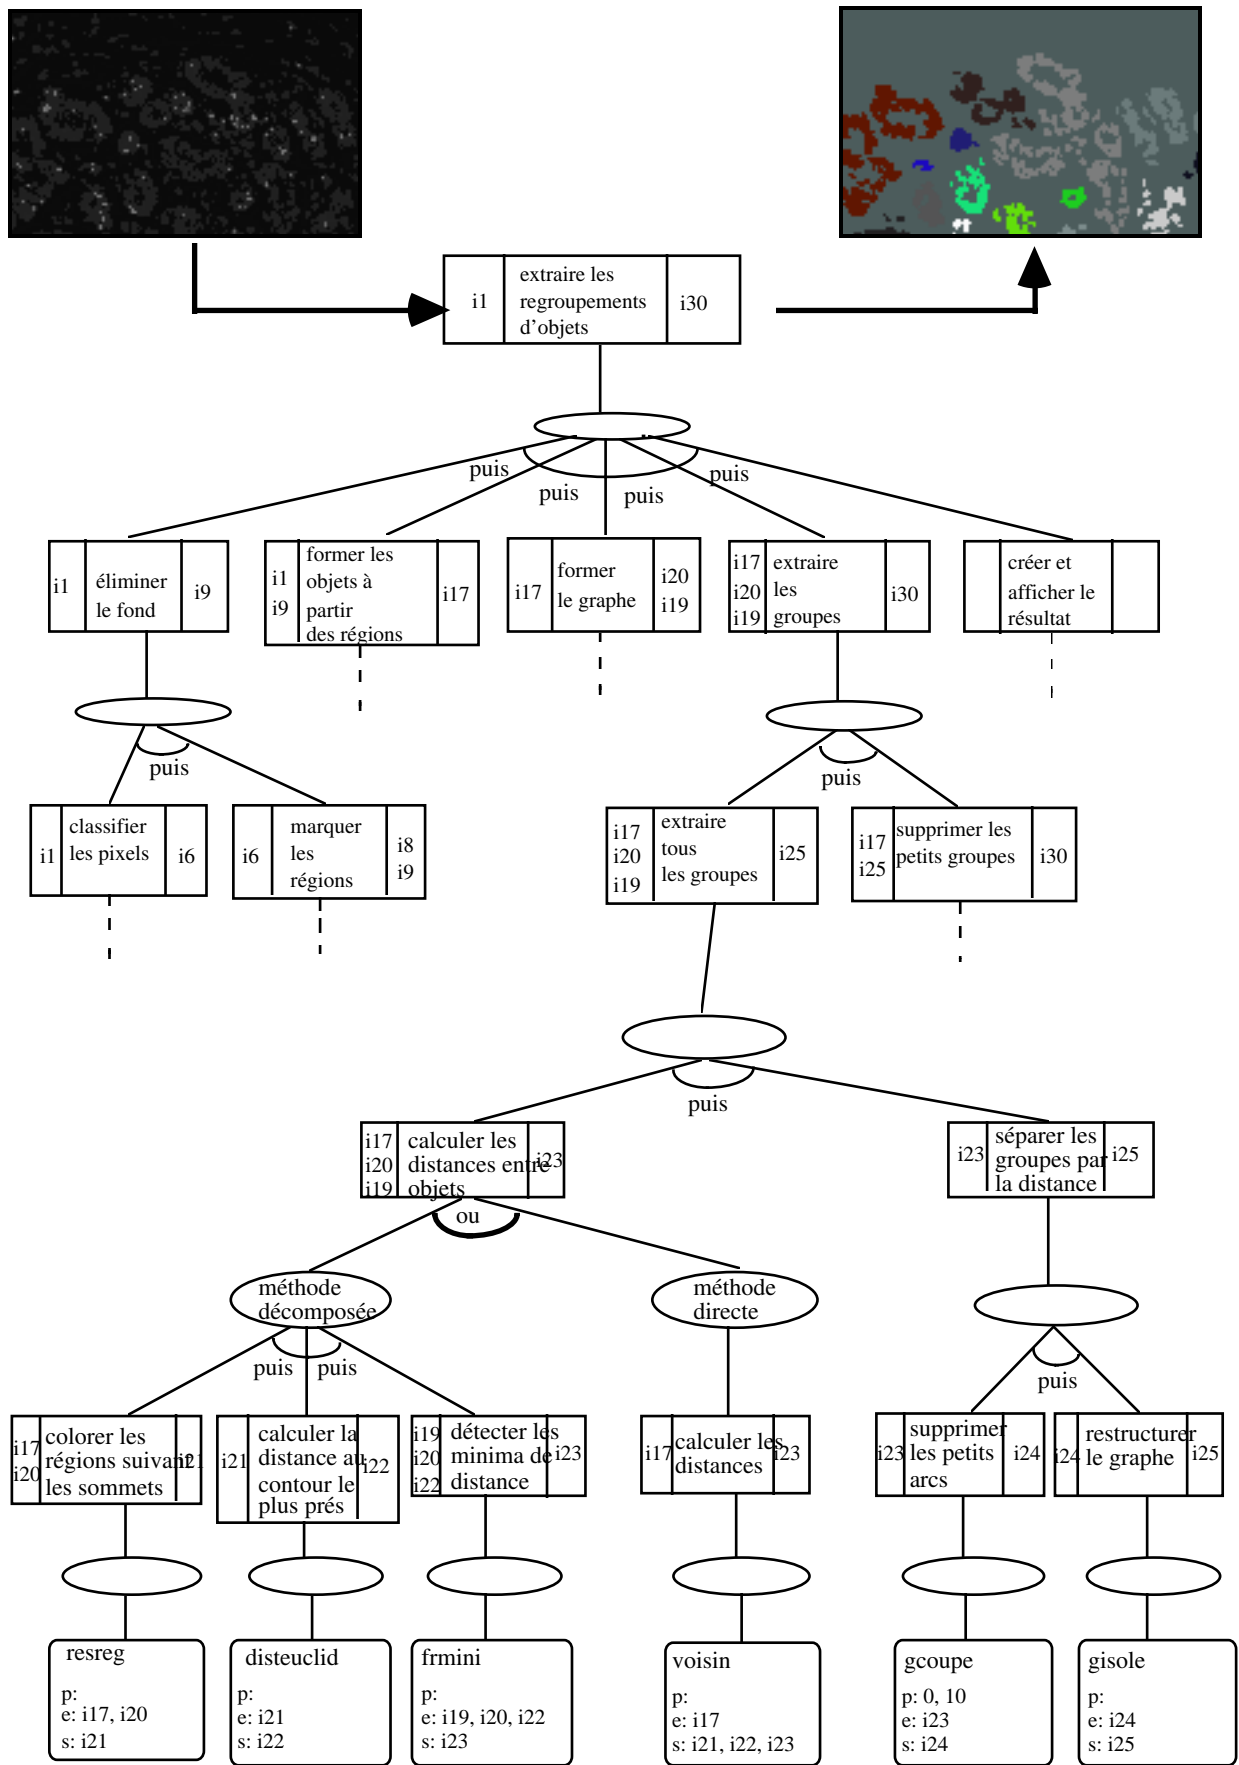 i1
extraire les
regroupements
d'objets
i30
puis
puis
puis
puis
i1
éliminer
le fond
i9
i1
i9
former les
objets à
partir
des régions
i17
i17
former
le graphe
i20
i19
i17
i20
i19
extraire
les
groupes
i30
créer et
afficher le
résultat
puis
puis
i1
classifier
les pixels
i6
i6
marquer
les
régions
i8
i9
i17
i20
i19
extraire
tous
les groupes
i25
i17
i25
supprimer les
petits groupes
i30
puis
i17
i20
i19
calculer les
distances entre
objets
i23
i23
séparer les
groupes par
la distance
i25
ou
méthode
décomposée
méthode
directe
puis
puis
puis
i17
i20
colorer les
régions suivant
les sommets
i21
i21
calculer la
distance au
contour le
plus prés
i22
i19
i20
i22
détecter les
minima de
distance
i23
i17
calculer les
distances
i23
i23
supprimer
les petits
arcs
i24
i24
restructurer
le graphe
i25
resreg
p:
e: i17, i20
s: i21
disteuclid
p:
e: i21
s: i22
frmini
p:
e: i19, i20, i22
s: i23
voisin
p:
e: i17
s: i21, i22, i23
gcoupe
p: 0, 10
e: i23
s: i24
gisole
p:
e: i24
s: i25